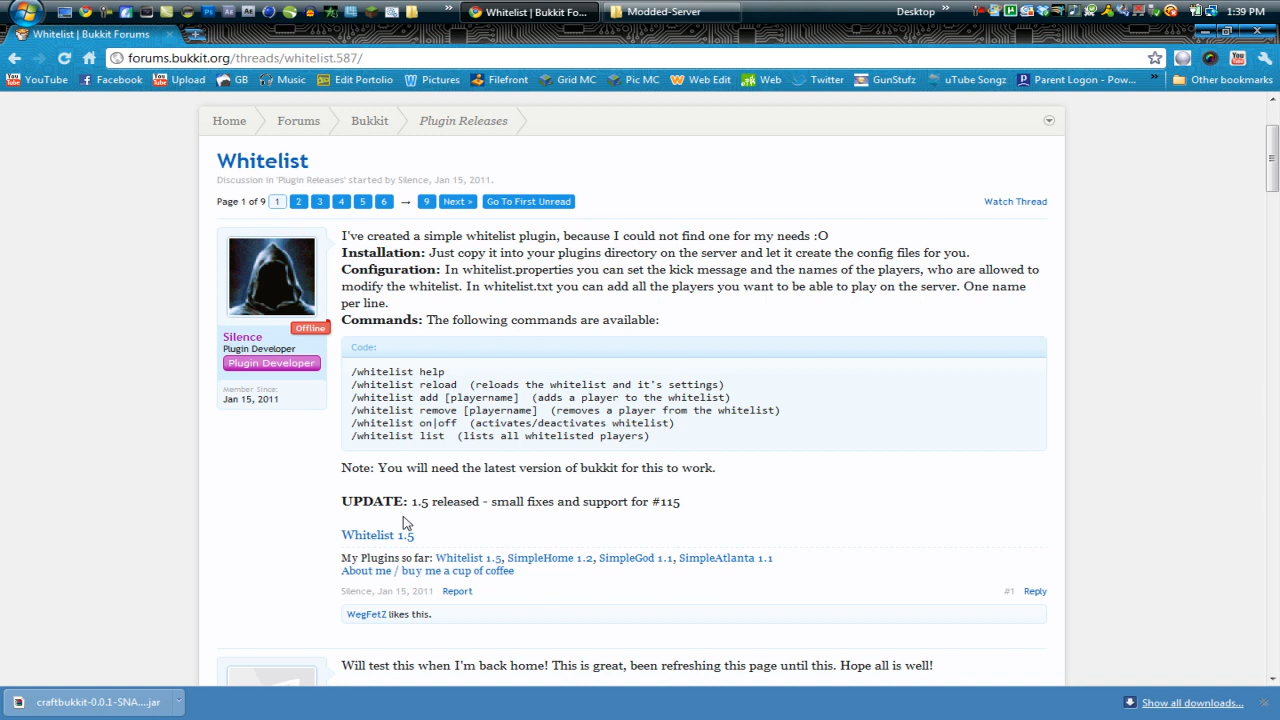 Whitelist | Bukkit Fo...
Modded-Server
Desktop
»
1:39 PM
Whitelist | Bukkit Forums
forums.bukkit.org/threads/whitelist.587/
YouTube
Facebook
Upload
GB
Music
Edit Portolio
Pictures
Filefront
Grid MC
Pic MC
Web Edit
Web
Twitter
GunStufz
uTube Songz
Parent Logon - Pow...
»
Other bookmarks
Home
Forums
Bukkit
Plugin Releases
Whitelist
Discussion in 'Plugin Releases' started by Silence, Jan 15, 2011.
Page 1 of 9 1 2 3 4 5 6 → 9 Next > Go To First Unread
Watch Thread
I've created a simple whitelist plugin, because I could not find one for my needs :O
Installation: Just copy it into your plugins directory on the server and let it create the config files for you.
Configuration: In whitelist.properties you can set the kick message and the names of the players, who are allowed to
modify the whitelist. In whitelist.txt you can add all the players you want to be able to play on the server. One name
per line.
Commands: The following commands are available:
Offline
Silence
Plugin Developer
Plugin Developer
Member Since:
Jan 15, 2011
Code:
/whitelist help
/whitelist reload (reloads the whitelist and it's settings)
/whitelist add [playername] (adds a player to the whitelist)
/whitelist remove [playername] (removes a player from the whitelist)
/whitelist on|off (activates/deactivates whitelist)
/whitelist list (lists all whitelisted players)
Note: You will need the latest version of bukkit for this to work.
UPDATE: 1.5 released - small fixes and support for #115
Whitelist 1.5
My Plugins so far: Whitelist 1.5, SimpleHome 1.2, SimpleGod 1.1, SimpleAtlanta 1.1
About me / buy me a cup of coffee
Silence, Jan 15, 2011 Report
#1 Reply
WegFetZ likes this.
Will test this when I'm back home! This is great, been refreshing this page until this. Hope all is well!
craftbukkit-0.0.1-SNA....jar
Show all downloads...